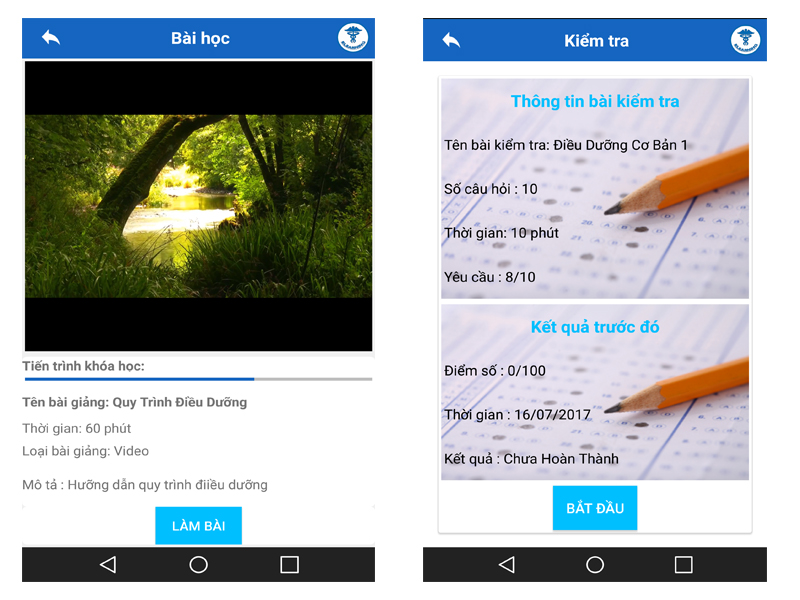 Bài học
Tiến trình khóa học:
Tên bài giảng: Quy Trình Điều Dưỡng
Thời gian: 60 phút
Loại bài giảng: Video
Mô tả : Hưỡng dẫn quy trình điiều dưỡng
LÀM BÀI
Kiểm tra
Thông tin bài kiểm tra
Tên bài kiểm tra: Điều Dưỡng Cơ Bản 1
Số câu hỏi : 10
Thời gian: 10 phút
Yêu cầu : 8/10
Kết quả trước đó
Điểm số : 0/100
Thời gian : 16/07/2017
Kết quả : Chưa Hoàn Thành
BẮT ĐẦU